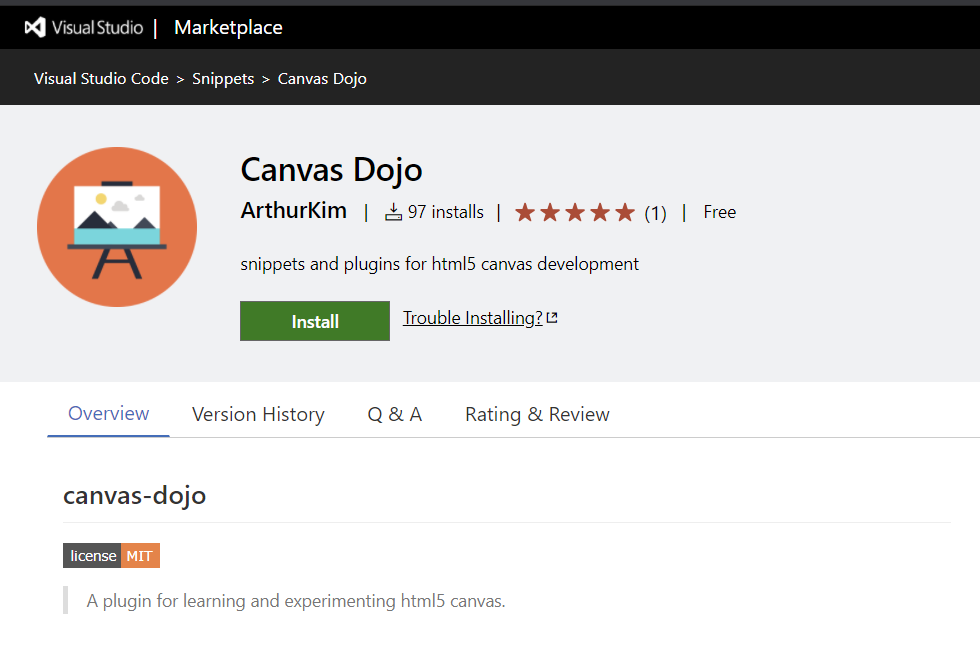 Visual Studio | Marketplace
Visual Studio Code > Snippets > Canvas Dojo
Canvas Dojo
ArthurKim | 97 installs | (1) | Free
snippets and plugins for html5 canvas development
Install Trouble Installing?
Overview Version History Q & A Rating & Review
canvas-dojo
license MIT
A plugin for learning and experimenting html5 canvas.